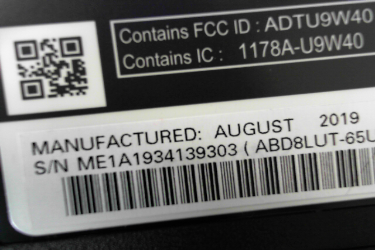 Contains FCC ID : ADTU9W40
Contains IC : 1178A-U9W40
MANUFACTURED: AUGUST 2019
S/N ME1A1934139303 ( ABD8LUT-65U